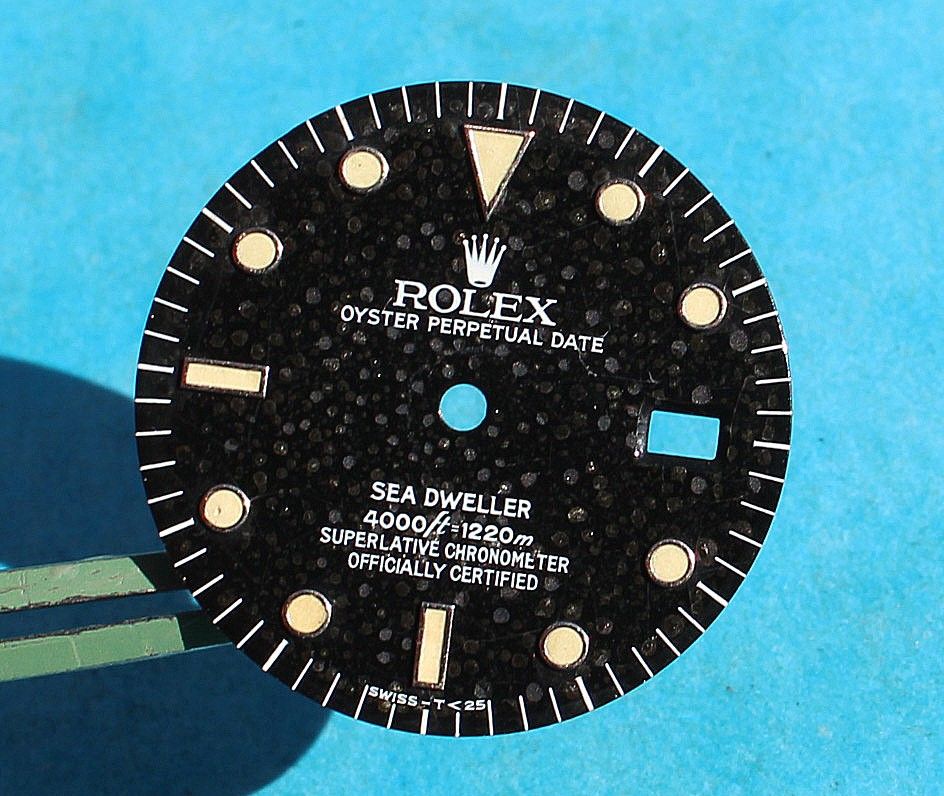 ROLEX
OYSTER PERPETUAL DATE
SEA DWELLER
4000ft=1220m
SUPERLATIVE CHRONOMETER
OFFICIALLY CERTIFIED
SWISS-T<25